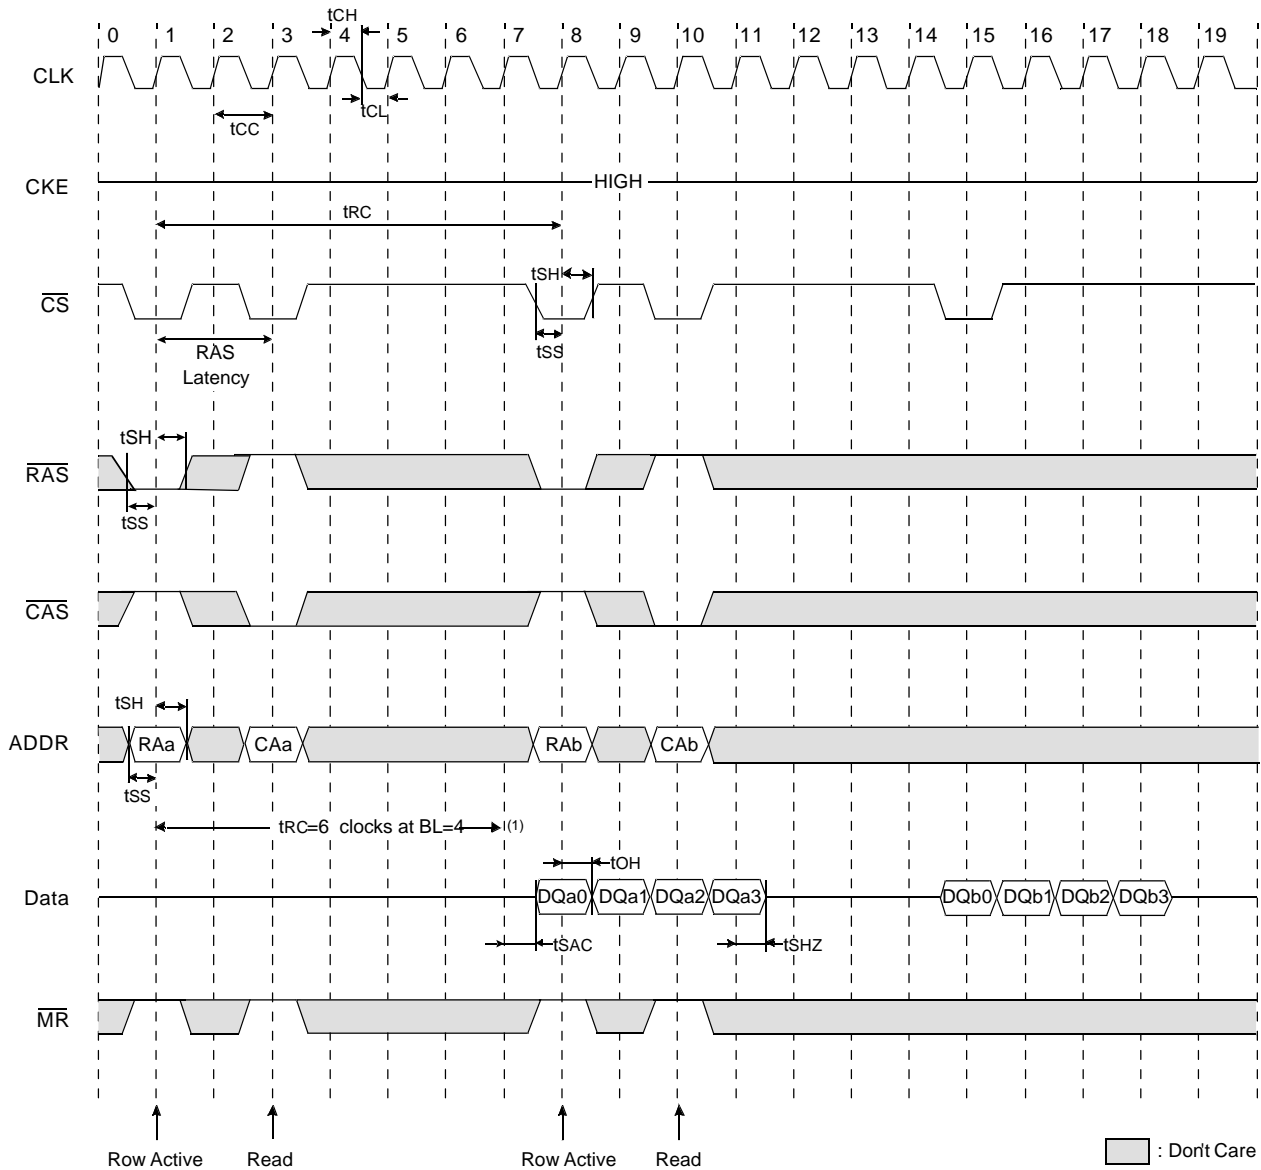 tCH
0 1 2 3 4 5 6 7 8 9 10 11 12 13 14 15 16 17 18 19
CLK
tCL
tCC
CKE
HIGH
tRC
tSH
CS
tSS
RAS
Latency
tSH
RAS
tSS
CAS
tSH
ADDR RAa CAa RAb CAb
tSS
tRC=6 clocks at BL=4 (1)
tOH
Data DQa0 DQa1 DQa2 DQa3 DQb0 DQb1 DQb2 DQb3
tSAC tSHZ
MR
Row Active Read Row Active Read : Don't Care